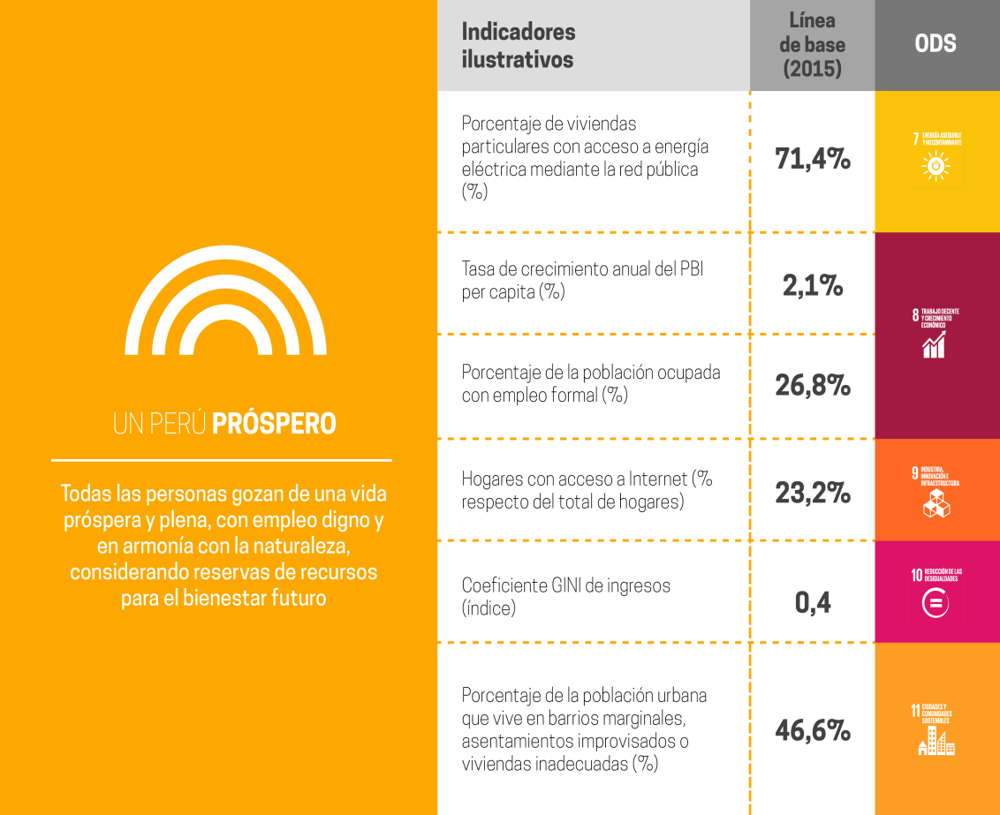 UN PERÚ PRÓSPERO
Todas las personas gozan de una vida
próspera y plena, con empleo digno y
en armonía con la naturaleza,
considerando reservas de recursos
para el bienestar futuro
Indicadores
ilustrativos
Línea
de base
(2015)
ODS
Porcentaje de viviendas
particulares con acceso a energía
eléctrica mediante la red pública
(%)
71,4%
7 ENERGÍA ASEQUIBLE
Y NO CONTAMINANTE
Tasa de crecimiento anual del PBI
per capita (%)
2,1%
8 TRABAJO DECENTE
Y CRECIMIENTO
ECONÓMICO
Porcentaje de la población ocupada
con empleo formal (%)
26,8%
Hogares con acceso a Internet (%
respecto del total de hogares)
23,2%
9 INDUSTRIA,
INNOVACIÓN E
INFRAESTRUCTURA
Coeficiente GINI de ingresos
(índice)
0,4
10 REDUCCIÓN DE LAS
DESIGUALDADES
Porcentaje de la población urbana
que vive en barrios marginales,
asentamientos improvisados o
viviendas inadecuadas (%)
46,6%
11 CIUDADES Y
COMUNIDADES
SOSTENIBLES